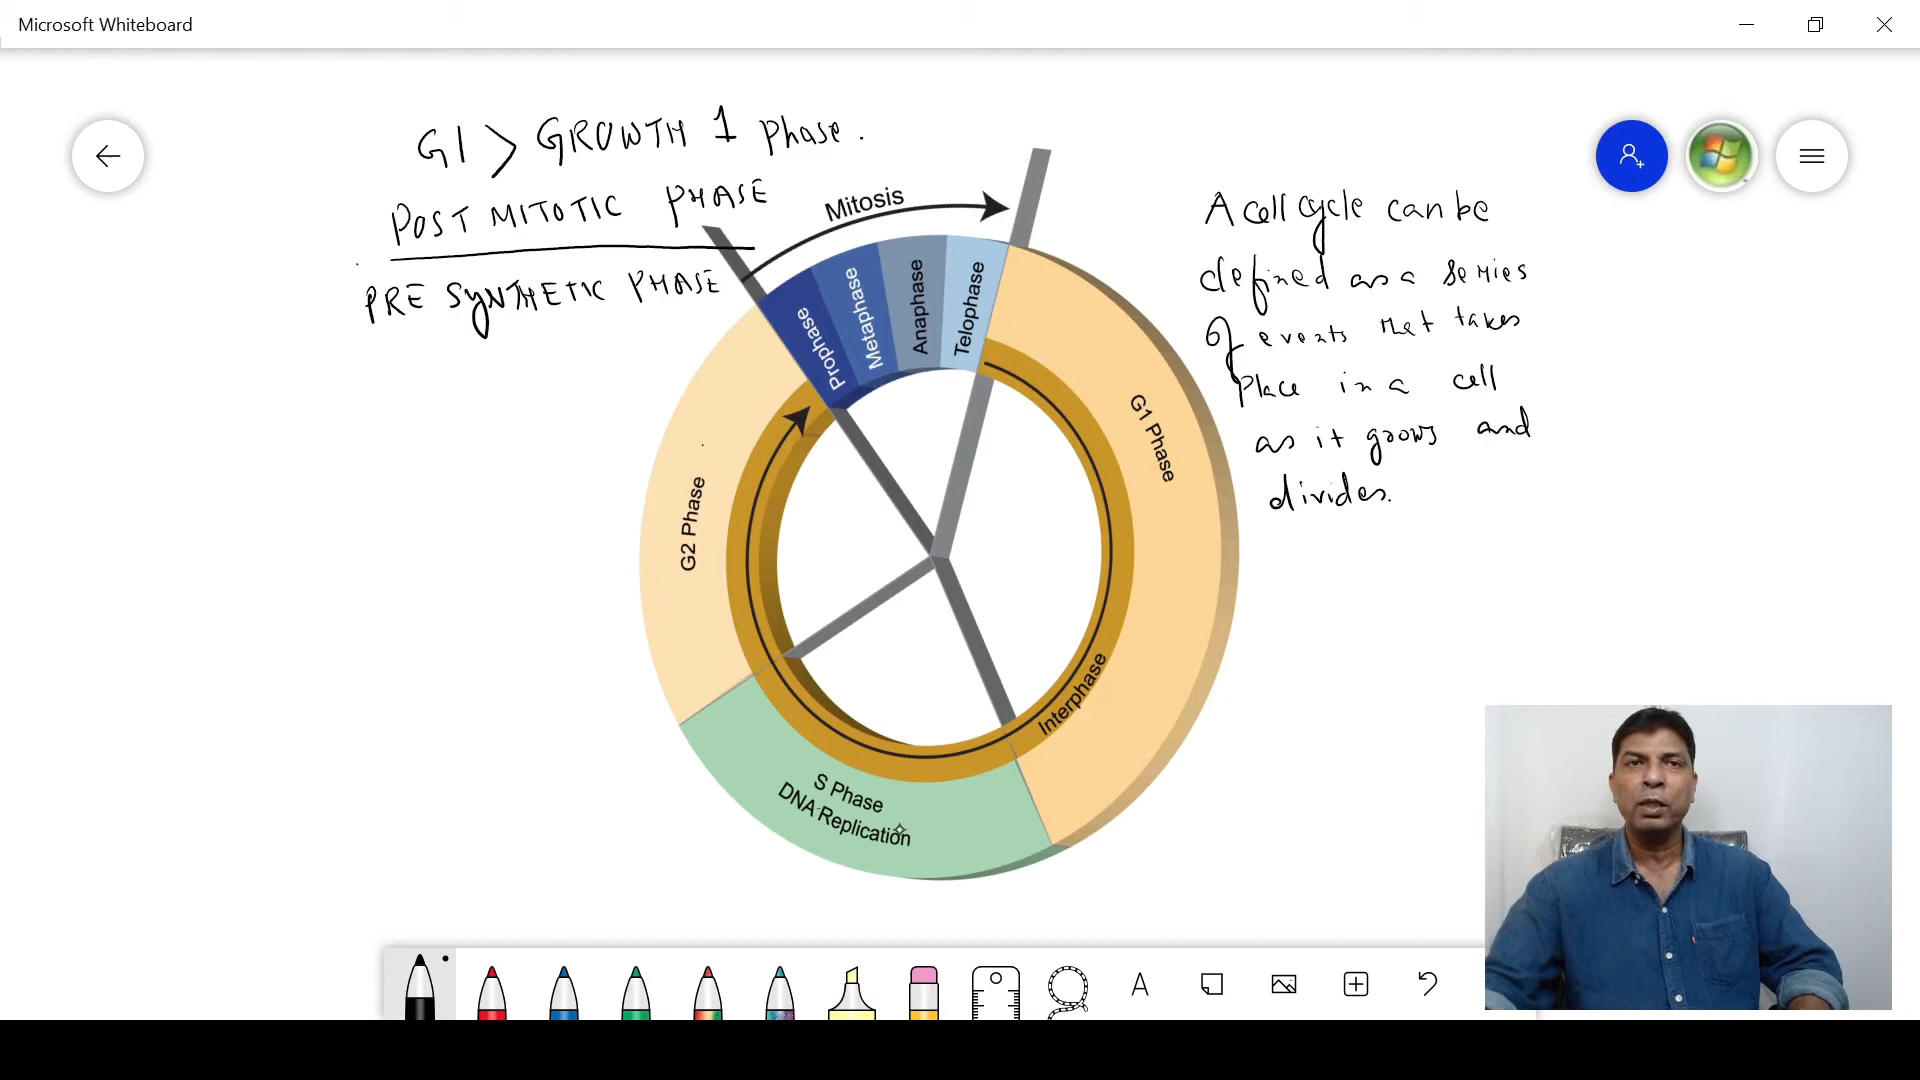 Microsoft Whiteboard
G1 > GROWTH 1 Phase.
POST MITOTIC PHASE
PRE SYNTHETIC PHASE
Mitosis
Prophase
Metaphase
Anaphase
Telophase
G1 Phase
G2 Phase
Interphase
S Phase
DNA Replication
A cell cycle can be
defined as a series
of events that takes
place in a cell
as it grows and
divides.
A